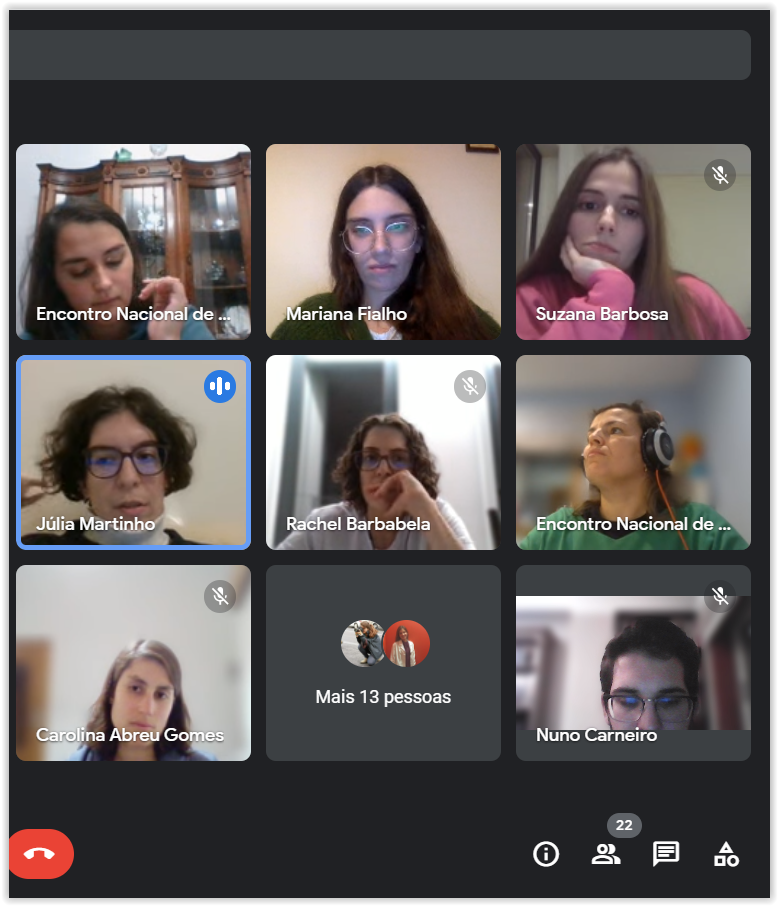 Encontro Nacional de ...
Mariana Fialho
Suzana Barbosa
Júlia Martinho
Rachel Barbabela
Encontro Nacional de ...
Carolina Abreu Gomes
Mais 13 pessoas
Nuno Carneiro
22